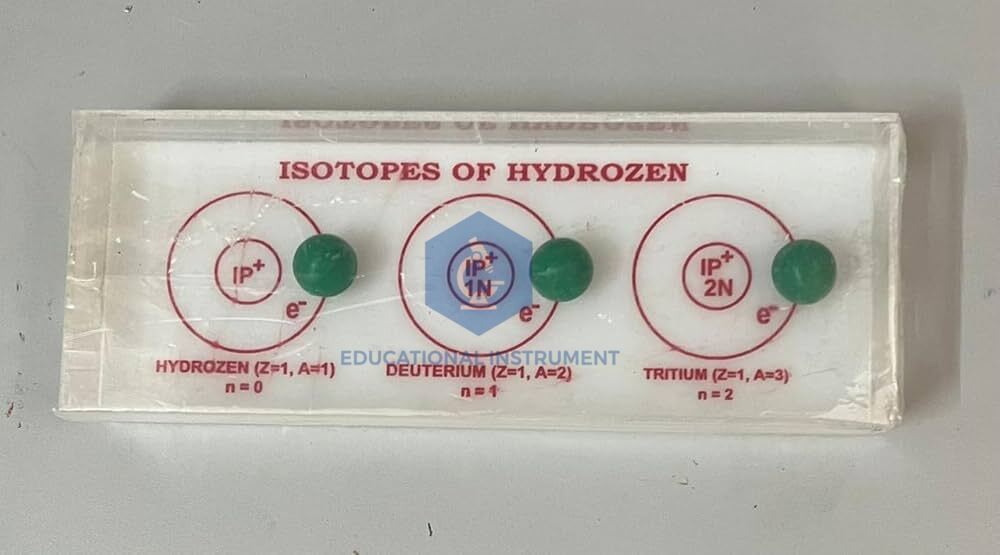 ISOTOPES OF HYDROZEN
IP+
e-
IP+
1N
e-
IP+
2N
e-
EDUCATIONAL INSTRUMENT
HYDROZEN (Z=1, A=1)
n = 0
DEUTERIUM (Z=1, A=2)
n = 1
TRITIUM (Z=1, A=3)
n = 2